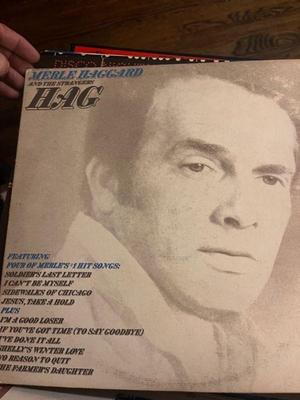 DISCO
MERLE HAGGARD
AND THE STRANGERS
HAG
FEATURING
FOUR OF MERLE'S #1 HIT SONGS:
SOLDIER'S LAST LETTER
I CAN'T BE MYSELF
SIDEWALKS OF CHICAGO
JESUS, TAKE A HOLD
PLUS
I'M A GOOD LOSER
IF YOU'VE GOT TIME (TO SAY GOODBYE)
I'VE DONE IT ALL
SHELLY'S WINTER LOVE
NO REASON TO QUIT
THE FARMER'S DAUGHTER